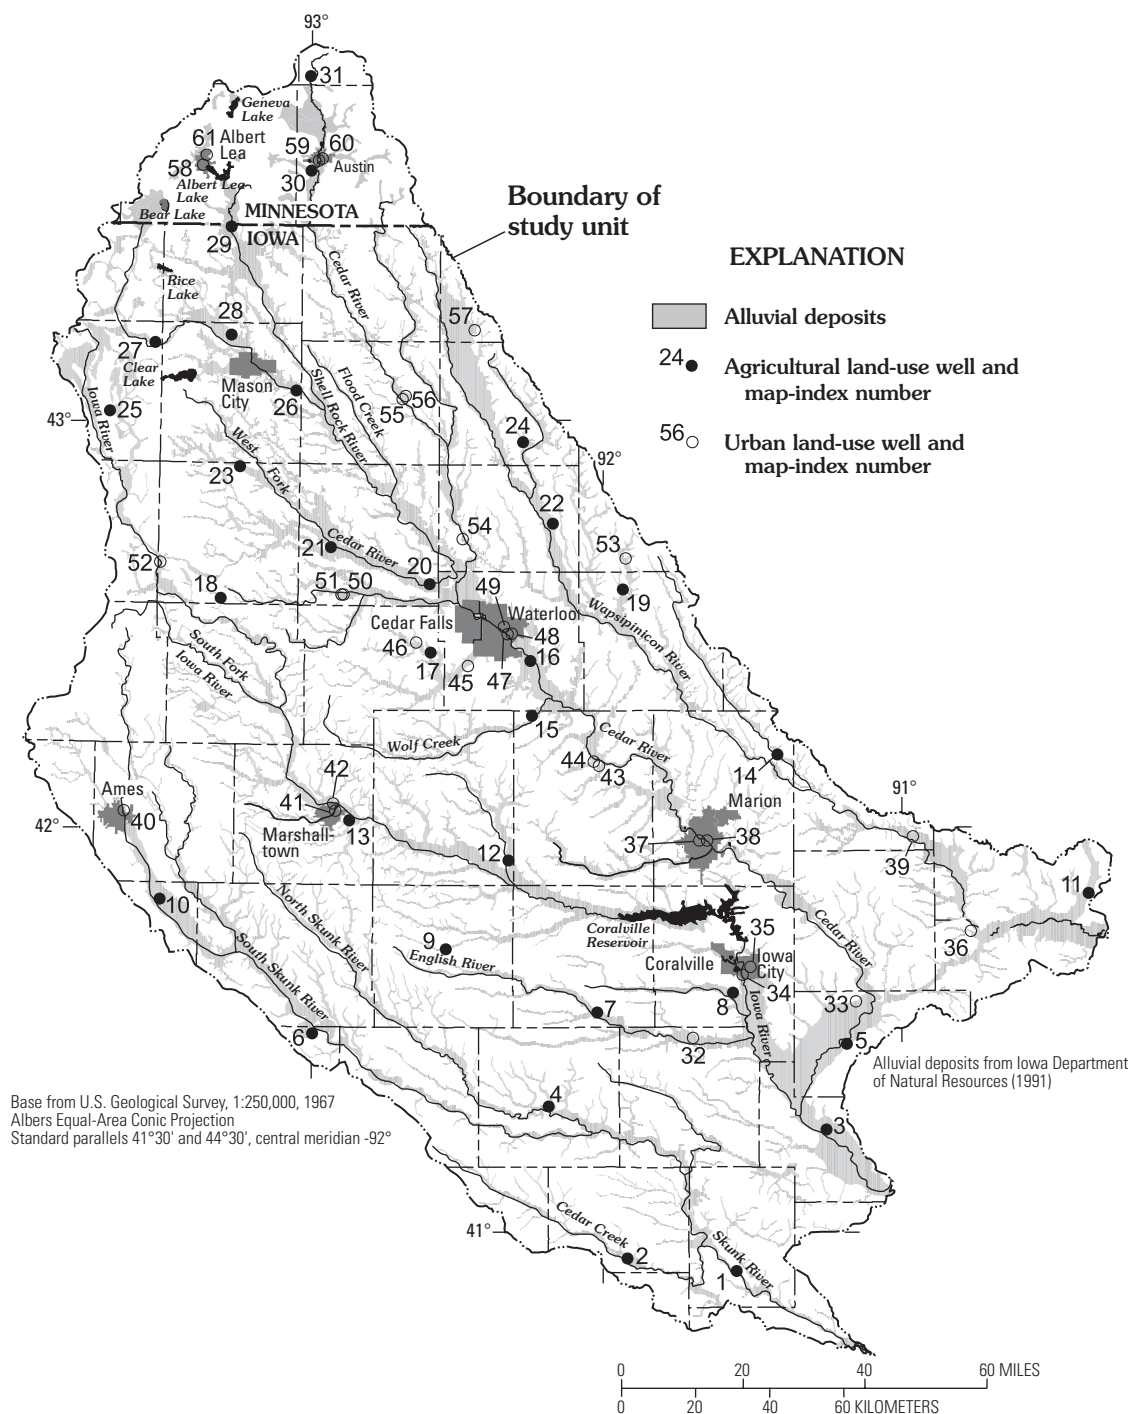 93°
31
Geneva
Lake
61
Albert
Lea
59
60
58
Austin
30
Albert Lea
Lake
Bear Lake
MINNESOTA
IOWA
29
Boundary of
study unit
Cedar River
Rice
Lake
EXPLANATION
Alluvial deposits
24
Agricultural land-use well and
map-index number
56
Urban land-use well and
map-index number
28
57
27
Clear
Lake
Mason
City
26
Shell Rock River
Flood Creek
55
56
Iowa River
25
43°
24
West
Fork
23
92°
22
54
53
21
Cedar River
52
20
19
18
51
50
49
Waterloo
Cedar Falls
48
46
17
45
47
16
Wapsipinicon River
South Fork
Iowa River
15
Wolf Creek
Cedar River
44
43
14
Ames
42
91°
Marion
41
40
42°
Marshall-
town
13
37
38
39
12
11
10
North Skunk River
35
Coralville
Reservoir
Cedar River
36
9
English River
Coralville
Iowa
City
South Skunk River
34
8
33
7
Iowa River
6
32
5
Alluvial deposits from Iowa Department
of Natural Resources (1991)
4
Base from U.S. Geological Survey, 1:250,000, 1967
Albers Equal-Area Conic Projection
Standard parallels 41°30' and 44°30', central meridian -92°
3
41°
Cedar Creek
2
Skunk River
1
0 20 40 60 MILES
0 20 40 60 KILOMETERS